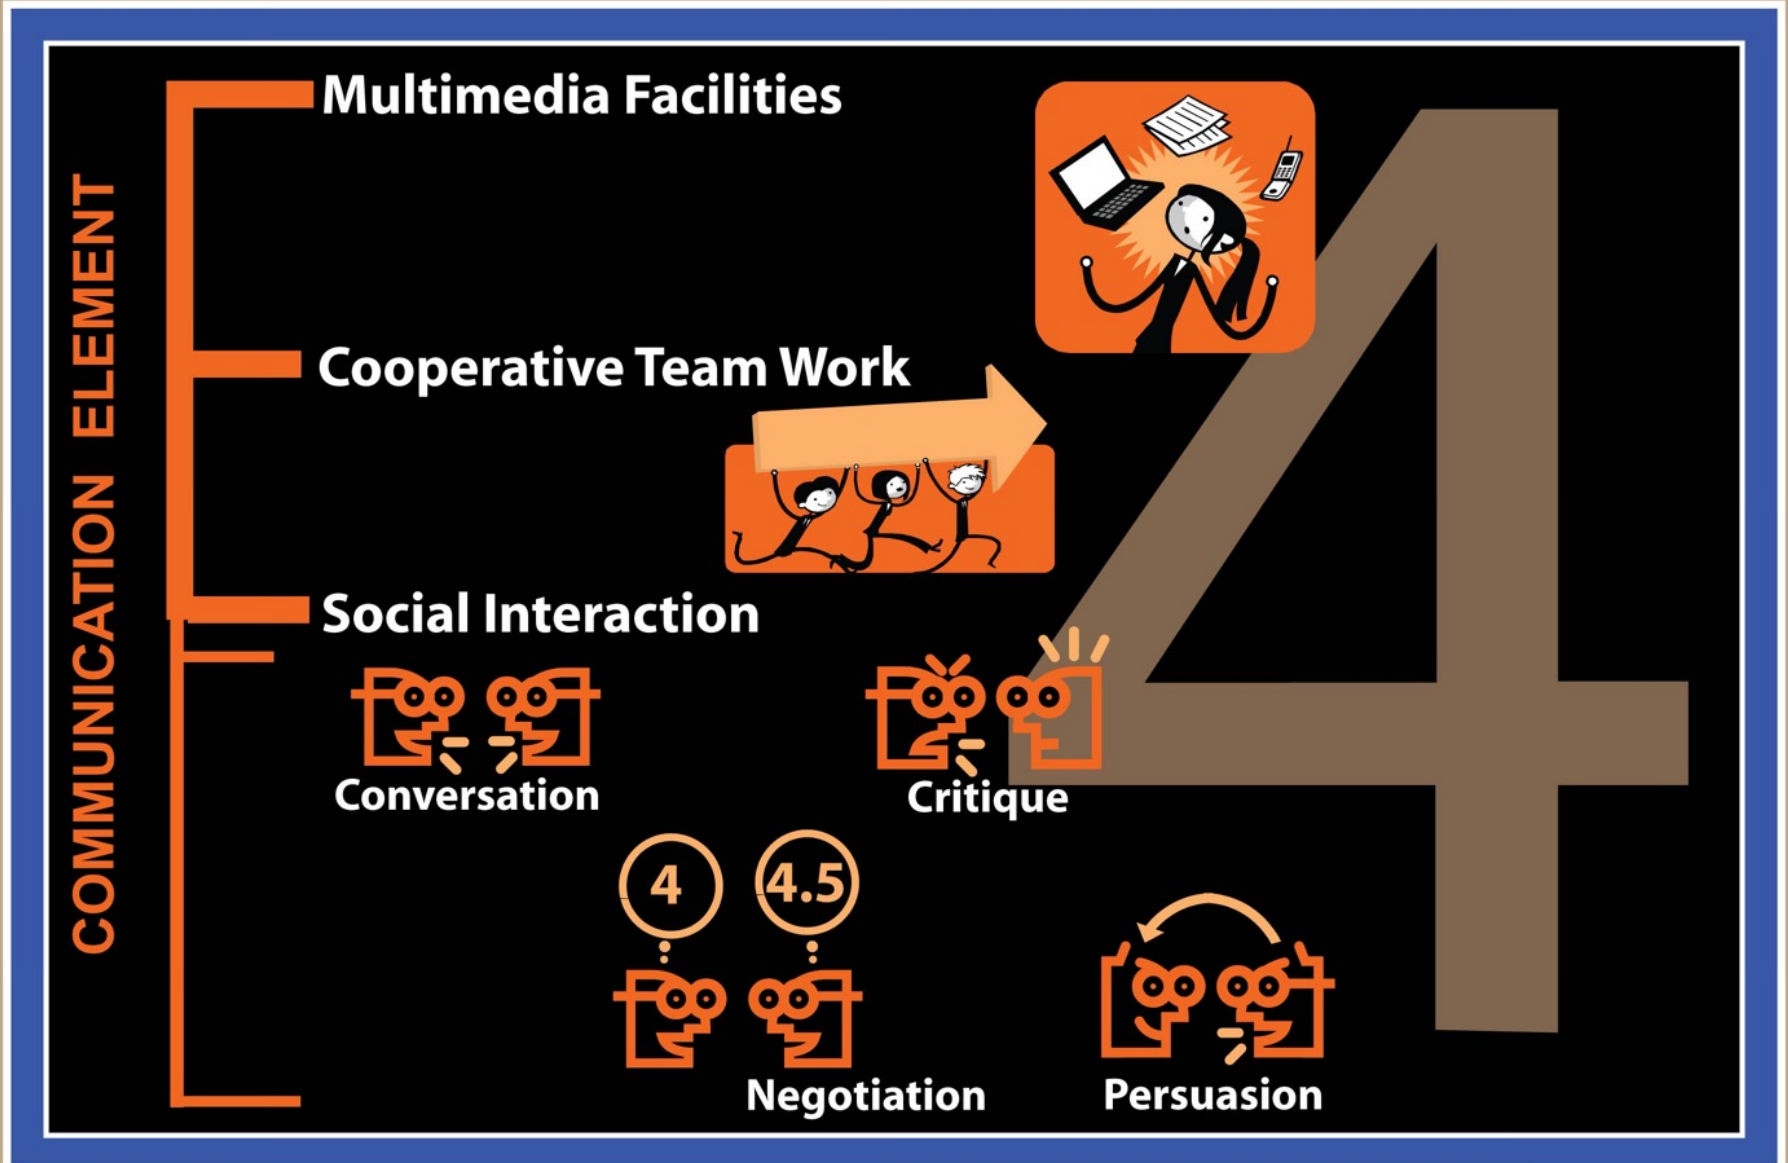 COMMUNICATION ELEMENT
Multimedia Facilities
Cooperative Team Work
Social Interaction
Conversation
Critique
4
4.5
Negotiation
Persuasion
4